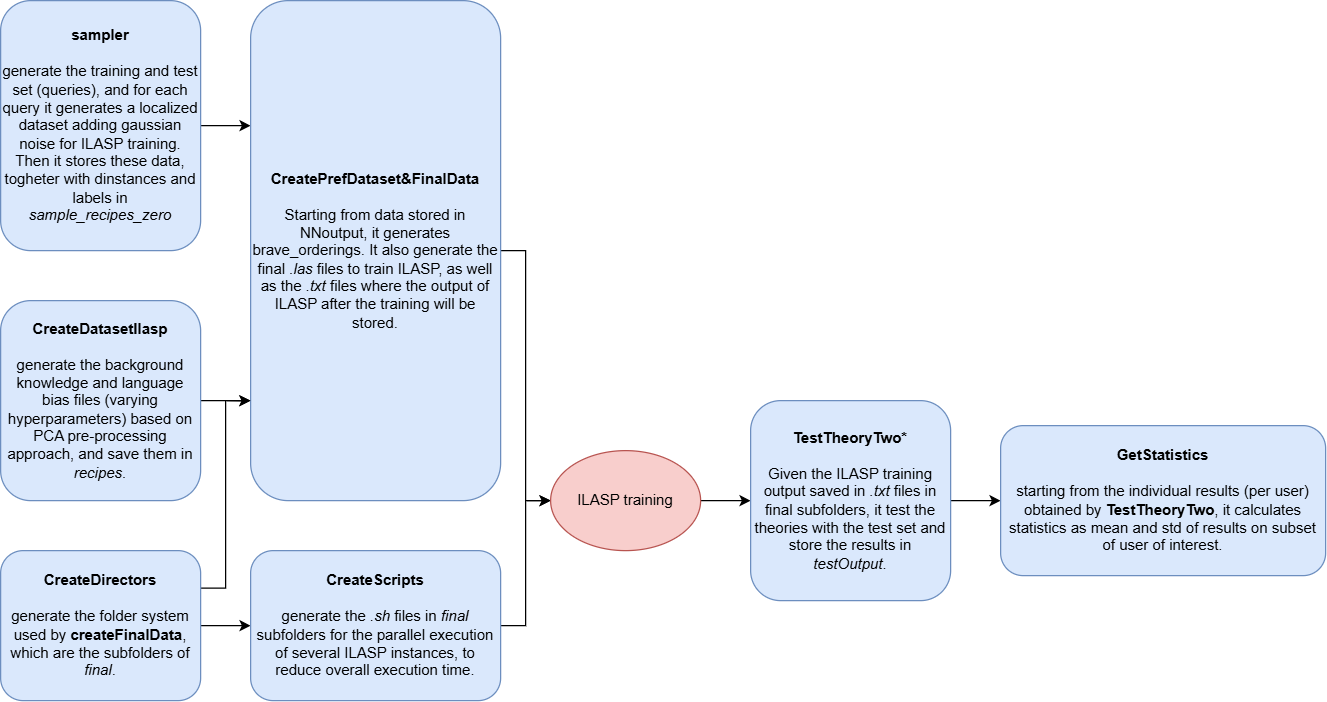 sampler
generate the training and test
set (queries), and for each
query it generates a localized
dataset adding gaussian
noise for ILASP training.
Then it stores these data,
togheter with dinstances and
labels in
sample_recipes_zero
CreatePrefDataset&FinalData
Starting from data stored in
NNoutput, it generates
brave_orderings. It also generate the
final .las files to train ILASP, as well
as the .txt files where the output of
ILASP after the training will be
stored.
CreateDatasetIlasp
generate the background
knowledge and language
bias files (varying
hyperparameters) based on
PCA pre-processing
approach, and save them in
recipes.
CreateDirectors
generate the folder system
used by createFinalData,
which are the subfolders of
final.
CreateScripts
generate the .sh files in final
subfolders for the parallel execution
of several ILASP instances, to
reduce overall execution time.
ILASP training
TestTheoryTwo*
Given the ILASP training
output saved in .txt files in
final subfolders, it test the
theories with the test set and
store the results in
testOutput.
GetStatistics
starting from the individual results (per user)
obtained by TestTheoryTwo, it calculates
statistics as mean and std of results on subset
of user of interest.